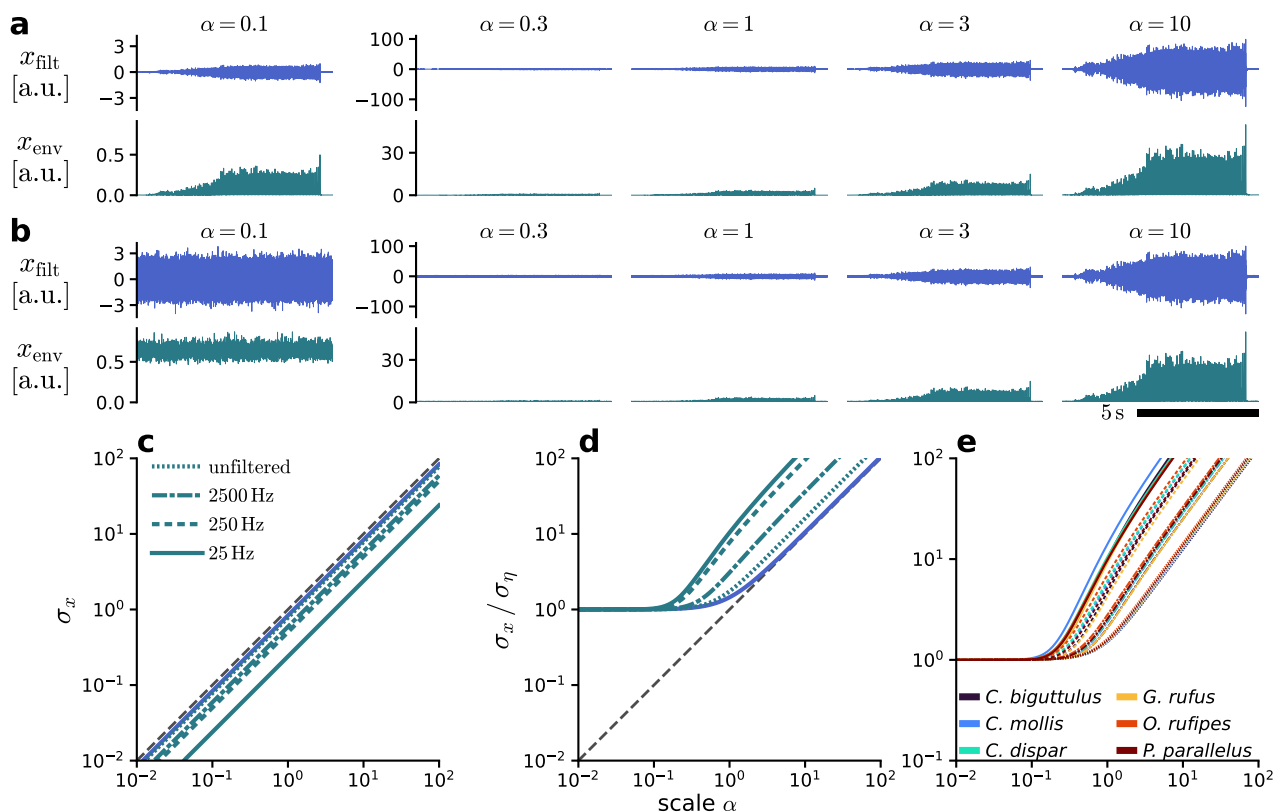 a
α = 0.1
α = 0.3
α = 1
α = 3
α = 10
x_filt
[a.u.]
3
0
−3
100
0
−100
x_env
[a.u.]
0.5
0.0
30
0
b
α = 0.1
α = 0.3
α = 1
α = 3
α = 10
x_filt
[a.u.]
3
0
−3
100
0
−100
x_env
[a.u.]
0.5
0.0
30
0
5 s
c
unfiltered
2500 Hz
250 Hz
25 Hz
σ_x
10^2
10^1
10^0
10^−1
10^−2
10^−2
10^−1
10^0
10^1
10^2
d
σ_x / σ_η
10^2
10^1
10^0
10^−1
10^−2
10^−2
10^−1
10^0
10^1
10^2
scale α
e
10^2
10^1
10^0
10^−1
C. biguttulus
C. mollis
C. dispar
G. rufus
O. rufipes
P. parallelus
10^−2
10^−1
10^0
10^1
10^2